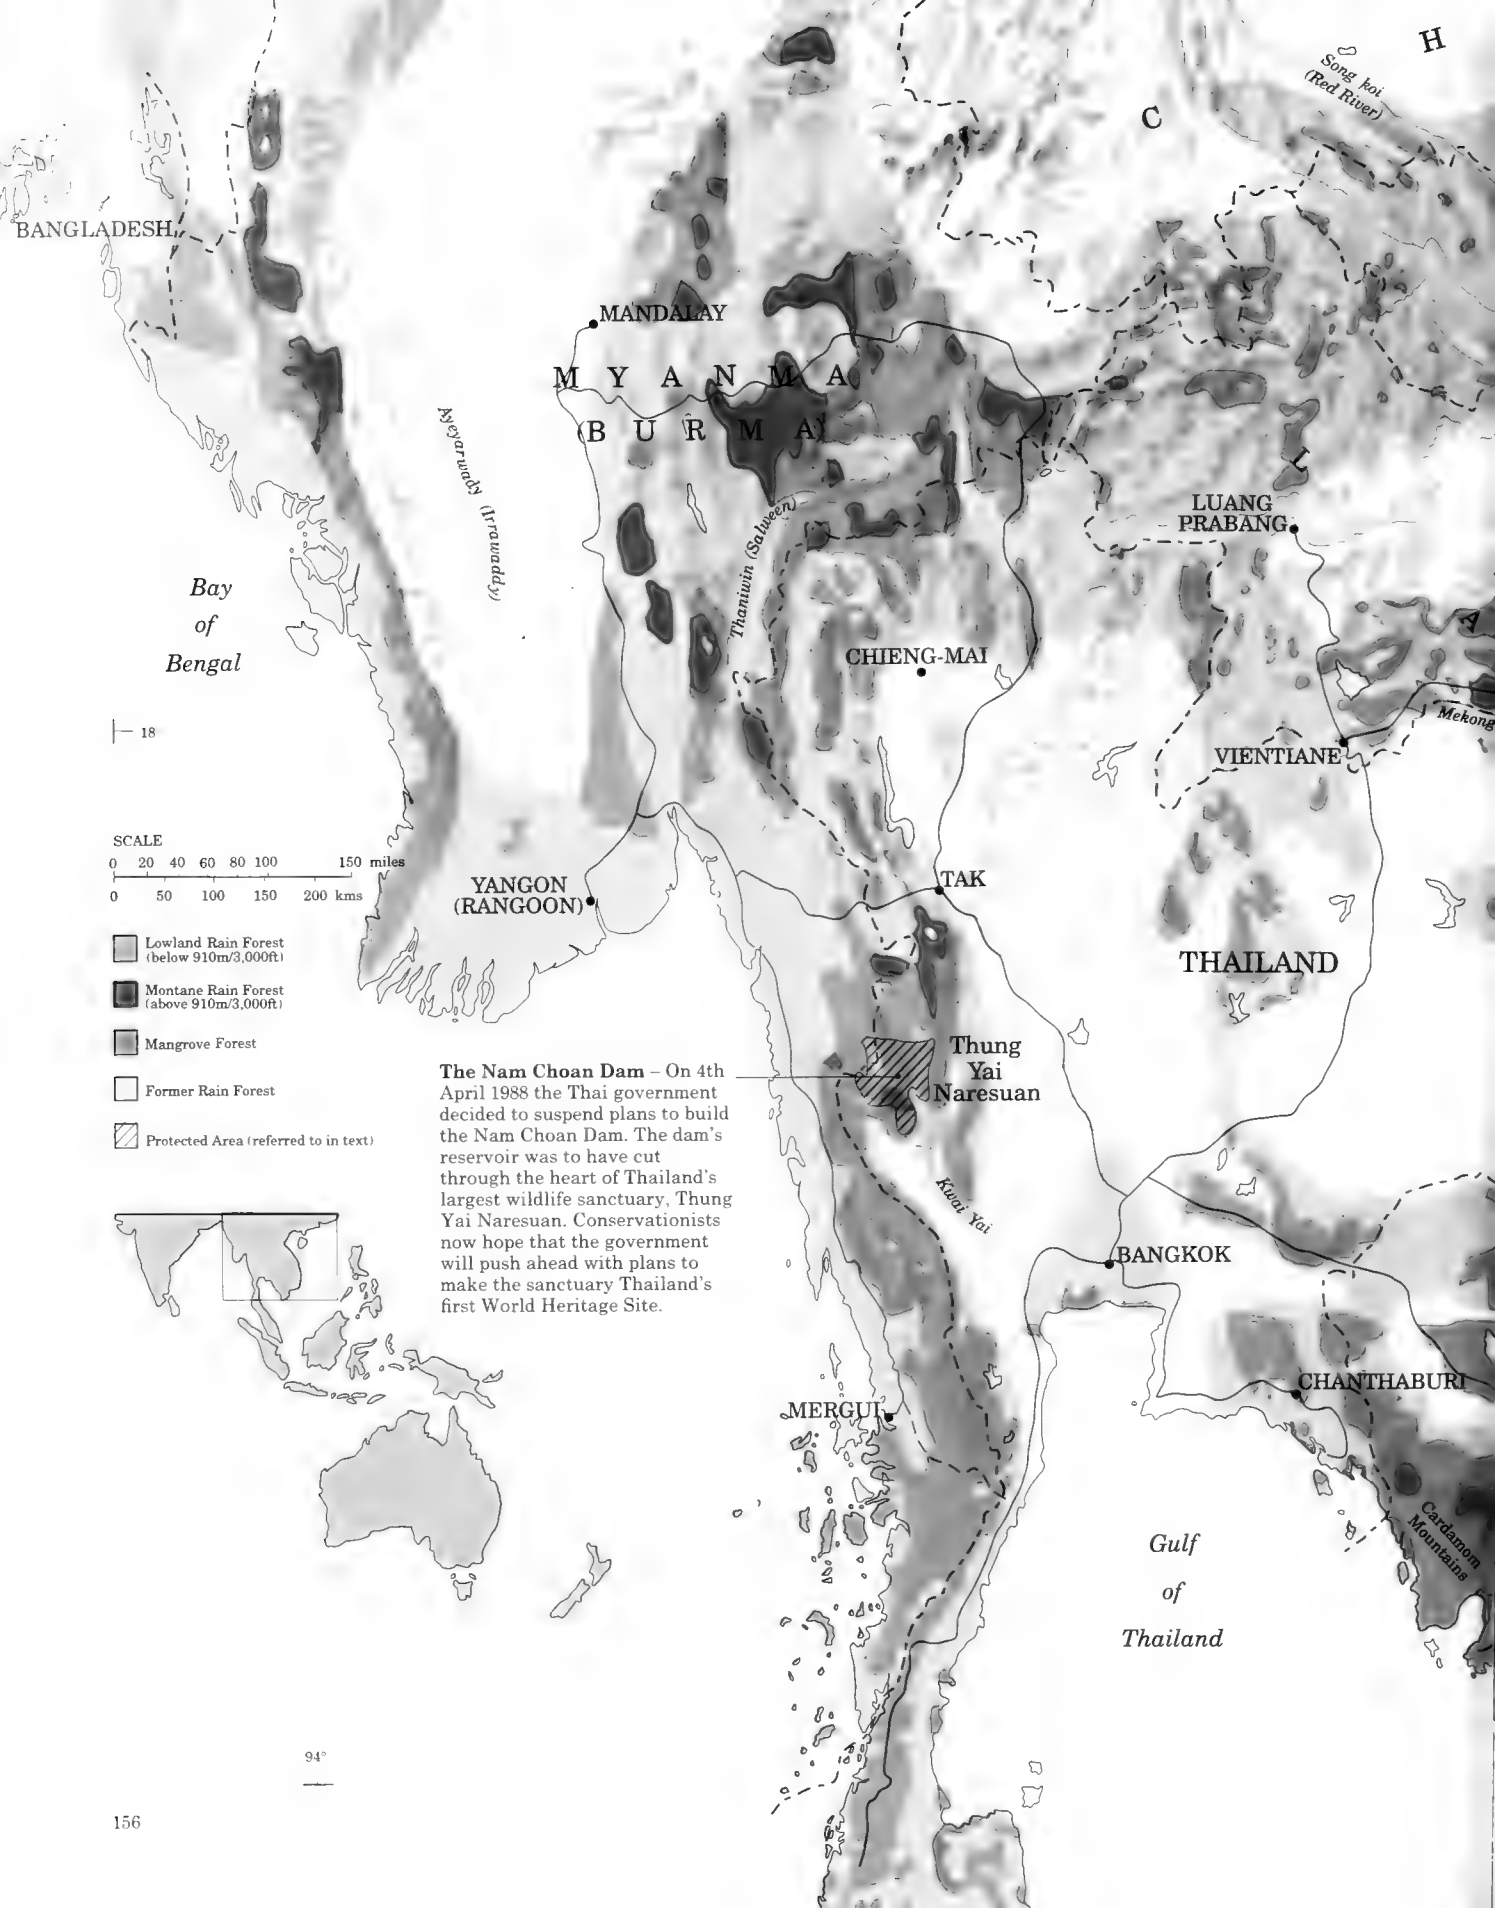 H
Song koi
(Red River)
C
BANGLADESH
MANDALAY
MYANMA
(BURMA)
Ayeyarwady (Irrawaddy)
Thaniwin (Salween)
L
LUANG
PRABANG
A
Bay
of
Bengal
CHIENG-MAI
Mekong
18
VIENTIANE
SCALE
0 20 40 60 80 100 150 miles
0 50 100 150 200 kms
TAK
YANGON
(RANGOON)
Lowland Rain Forest
(below 910m/3,000ft)
Montane Rain Forest
(above 910m/3,000ft)
Mangrove Forest
Former Rain Forest
Protected Area (referred to in text)
THAILAND
Thung
Yai
Naresuan
The Nam Choan Dam – On 4th
April 1988 the Thai government
decided to suspend plans to build
the Nam Choan Dam. The dam's
reservoir was to have cut
through the heart of Thailand's
largest wildlife sanctuary, Thung
Yai Naresuan. Conservationists
now hope that the government
will push ahead with plans to
make the sanctuary Thailand's
first World Heritage Site.
Kwai Yai
BANGKOK
CHANTHABURI
MERGUI
Cardamom
Mountains
Gulf
of
Thailand
94°
156